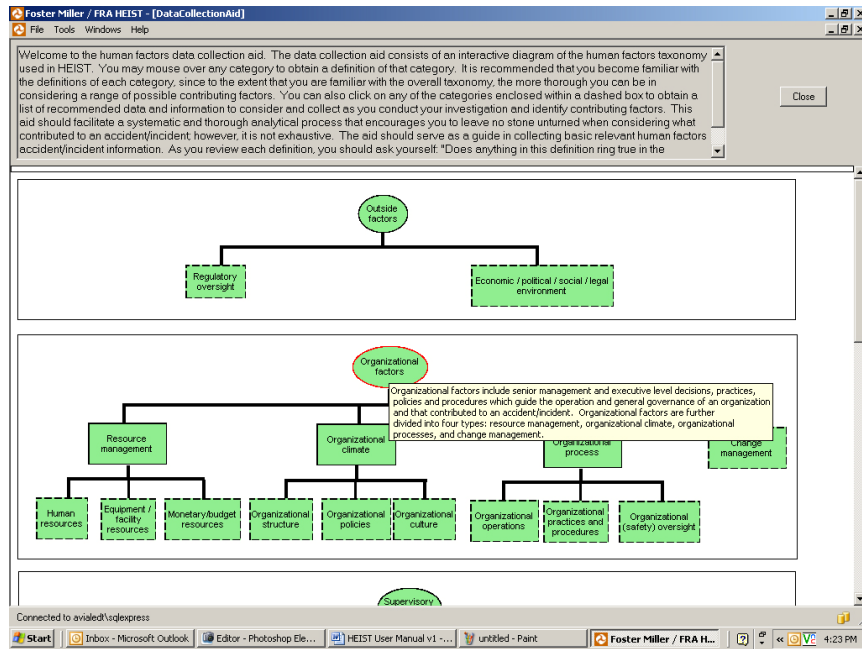 Foster Miller / FRA HEIST - [DataCollectionAid]
File Tools Windows Help
Welcome to the human factors data collection aid. The data collection aid consists of an interactive diagram of the human factors taxonomy
used in HEIST. You may mouse over any category to obtain a definition of that category. It is recommended that you become familiar with
the definitions of each category, since to the extent that you are familiar with the overall taxonomy, the more thorough you can be in
considering a range of possible contributing factors. You can also click on any of the categories enclosed within a dashed box to obtain a
list of recommended data and information to consider and collect as you conduct your investigation and identify contributing factors. This
aid should facilitate a systematic and thorough analytical process that encourages you to leave no stone unturned when considering what
contributed to an accident/incident; however, it is not exhaustive. The aid should serve as a guide in collecting basic relevant human factors
accident/incident information. As you review each definition, you should ask yourself: "Does anything in this definition ring true in the
Close
Outside
factors
Regulatory
oversight
Economic / political / social / legal
environment
Organizational
factors
Organizational factors include senior management and executive level decisions, practices,
policies and procedures which guide the operation and general governance of an organization
and that contributed to an accident/incident. Organizational factors are further
divided into four types: resource management, organizational climate, organizational
processes, and change management.
Resource
management
Organizational
climate
Organizational
process
Change
management
Human
resources
Equipment /
facility
resources
Monetary/budget
resources
Organizational
structure
Organizational
policies
Organizational
culture
Organizational
operations
Organizational
practices and
procedures
Organizational
(safety) oversight
Supervisory
Connected to avialedt\sqlexpress
Start
Inbox - Microsoft Outlook
Editor - Photoshop Ele...
HEIST User Manual v1 -...
untitled - Paint
Foster Miller / FRA H...
4:23 PM